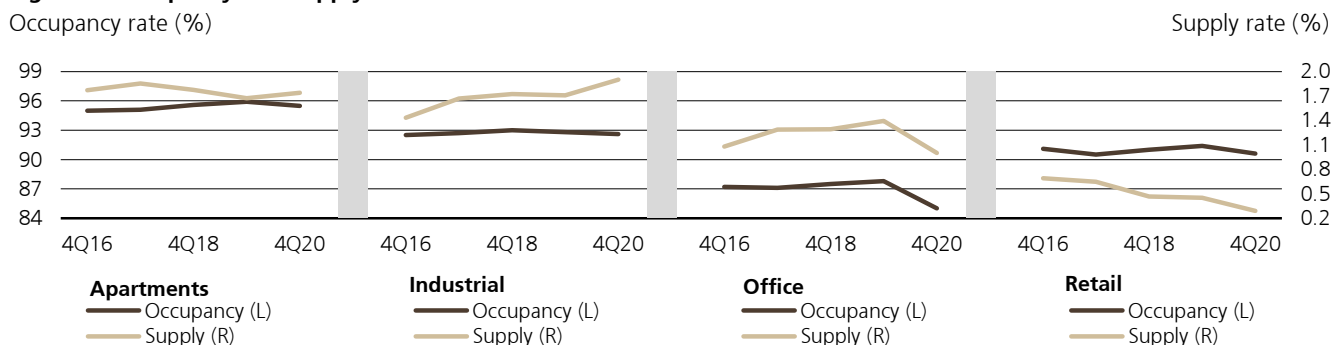 Occupancy rate (%)
Supply rate (%)
99
96
93
90
87
84
2.0
1.7
1.4
1.1
0.8
0.5
0.2
4Q16 4Q18 4Q20
4Q16 4Q18 4Q20
4Q16 4Q18 4Q20
4Q16 4Q18 4Q20
Apartments
Occupancy (L)
Supply (R)
Industrial
Occupancy (L)
Supply (R)
Office
Occupancy (L)
Supply (R)
Retail
Occupancy (L)
Supply (R)